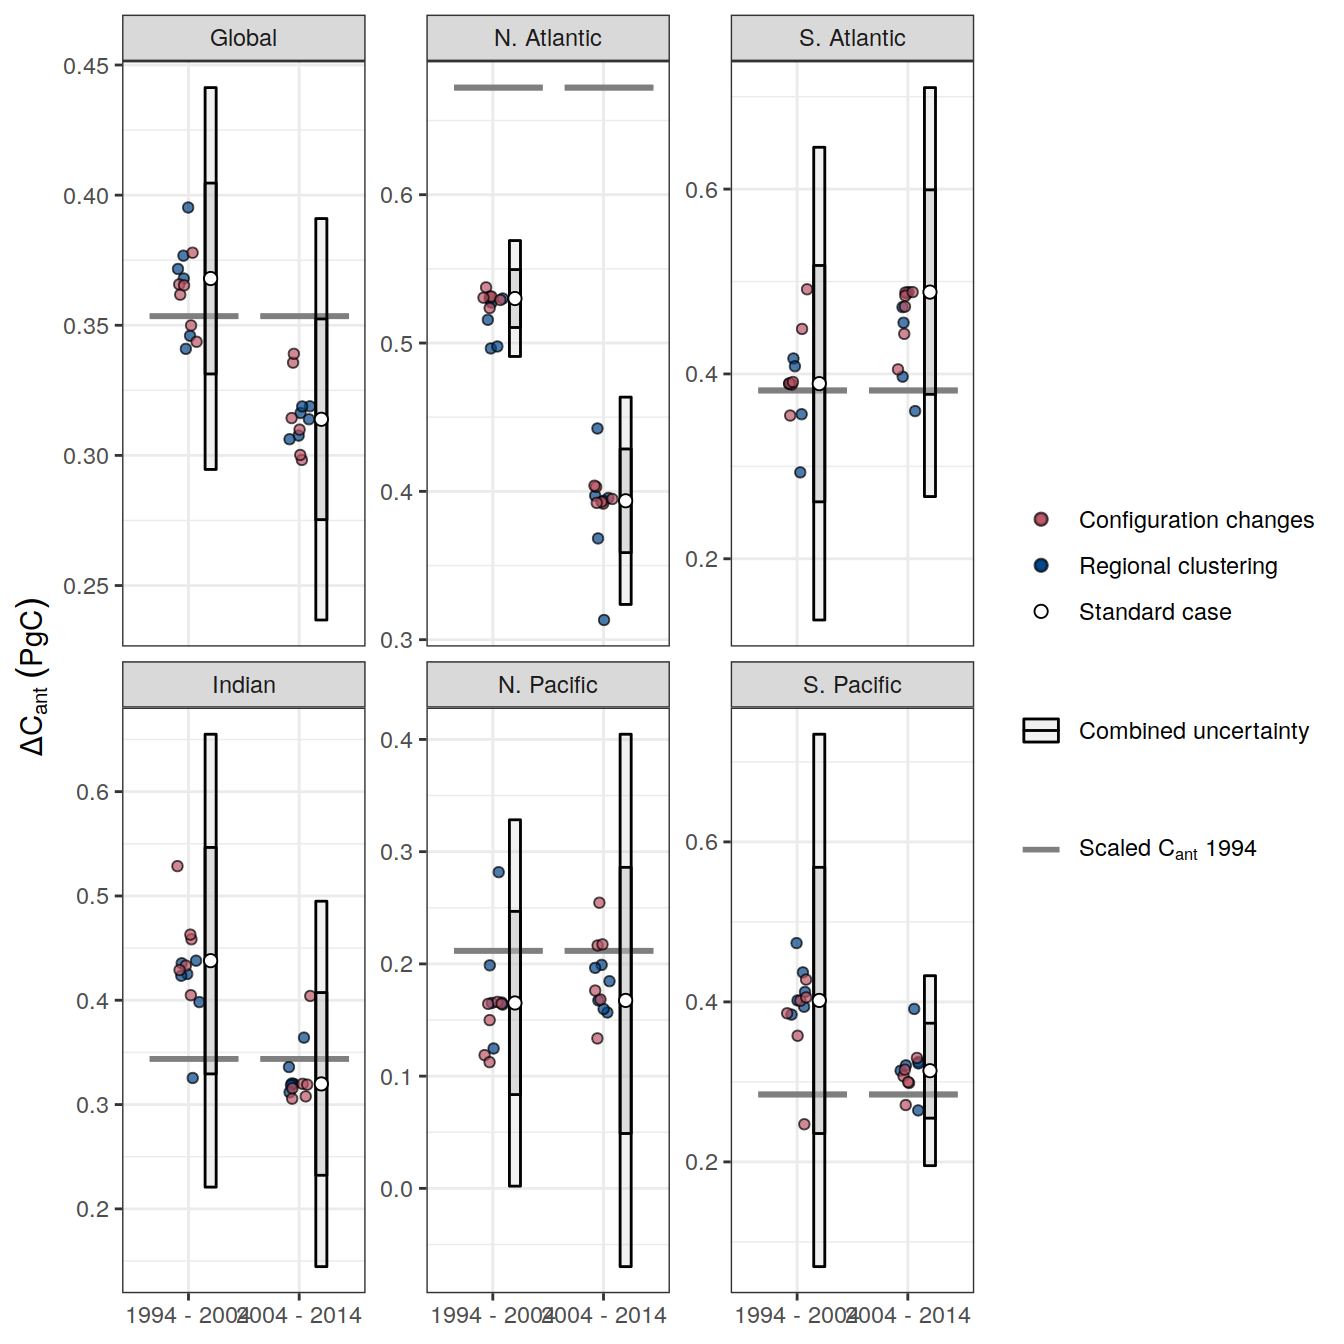 Global
N. Atlantic
S. Atlantic
0.45
0.40
0.35
0.30
0.25
0.6
0.5
0.4
0.3
0.6
0.4
0.2
Indian
N. Pacific
S. Pacific
0.6
0.5
0.4
0.3
0.2
0.4
0.3
0.2
0.1
0.0
0.6
0.4
0.2
1994 - 2004
2004 - 2014
1994 - 2004
2004 - 2014
1994 - 2004
2004 - 2014
ΔCant (PgC)
Configuration changes
Regional clustering
Standard case
Combined uncertainty
Scaled Cant 1994